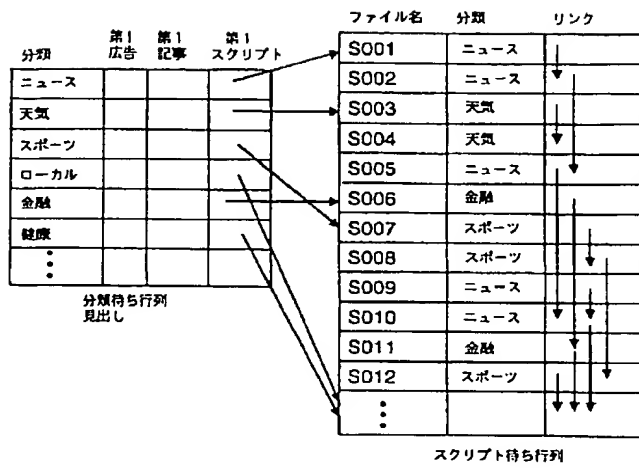 分類
第1 広告
第1 記事
第1 スクリプト
ニュース
天気
スポーツ
ローカル
金融
健康
分類待ち行列
見出し
ファイル名 分類 リンク
S001 ニュース
S002 ニュース
S003 天気
S004 天気
S005 ニュース
S006 金融
S007 スポーツ
S008 スポーツ
S009 ニュース
S010 ニュース
S011 金融
S012 スポーツ
スクリプト待ち行列